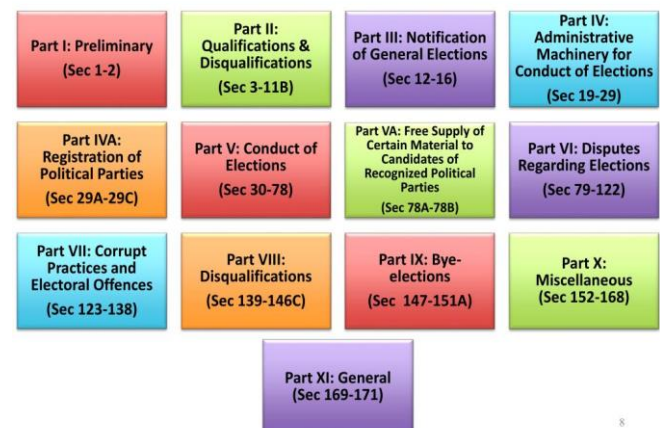 Part I: Preliminary
(Sec 1-2)
Part II:
Qualifications &
Disqualifications
(Sec 3-11B)
Part III: Notification
of General Elections
(Sec 12-16)
Part IV:
Administrative
Machinery for
Conduct of Elections
(Sec 19-29)
Part IVA:
Registration of
Political Parties
(Sec 29A-29C)
Part V: Conduct of
Elections
(Sec 30-78)
Part VA: Free Supply of
Certain Material to
Candidates of
Recognized Political
Parties
(Sec 78A-78B)
Part VI: Disputes
Regarding Elections
(Sec 79-122)
Part VII: Corrupt
Practices and
Electoral Offences
(Sec 123-138)
Part VIII:
Disqualifications
(Sec 139-146C)
Part IX: Bye-
elections
(Sec 147-151A)
Part X:
Miscellaneous
(Sec 152-168)
Part XI: General
(Sec 169-171)
8